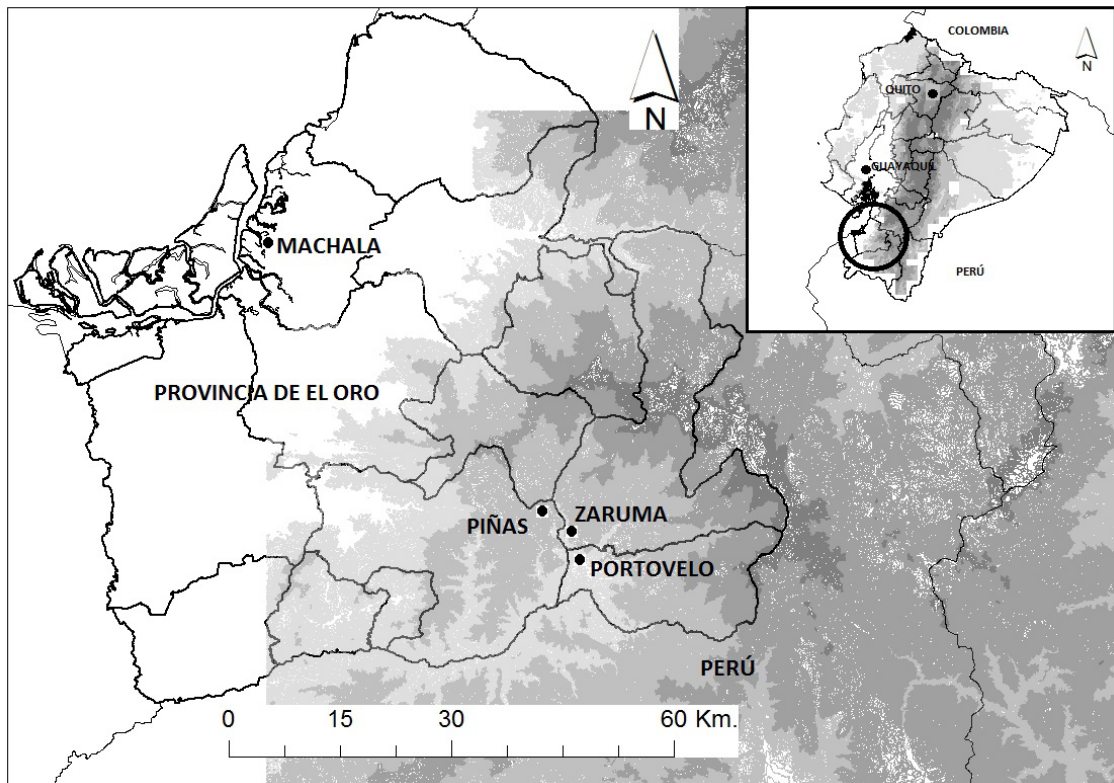 COLOMBIA
N
QUITO
GUAYAQUIL
PERÚ
N
MACHALA
PROVINCIA DE EL ORO
PIÑAS
ZARUMA
PORTOVELO
PERÚ
0 15 30 60 Km.